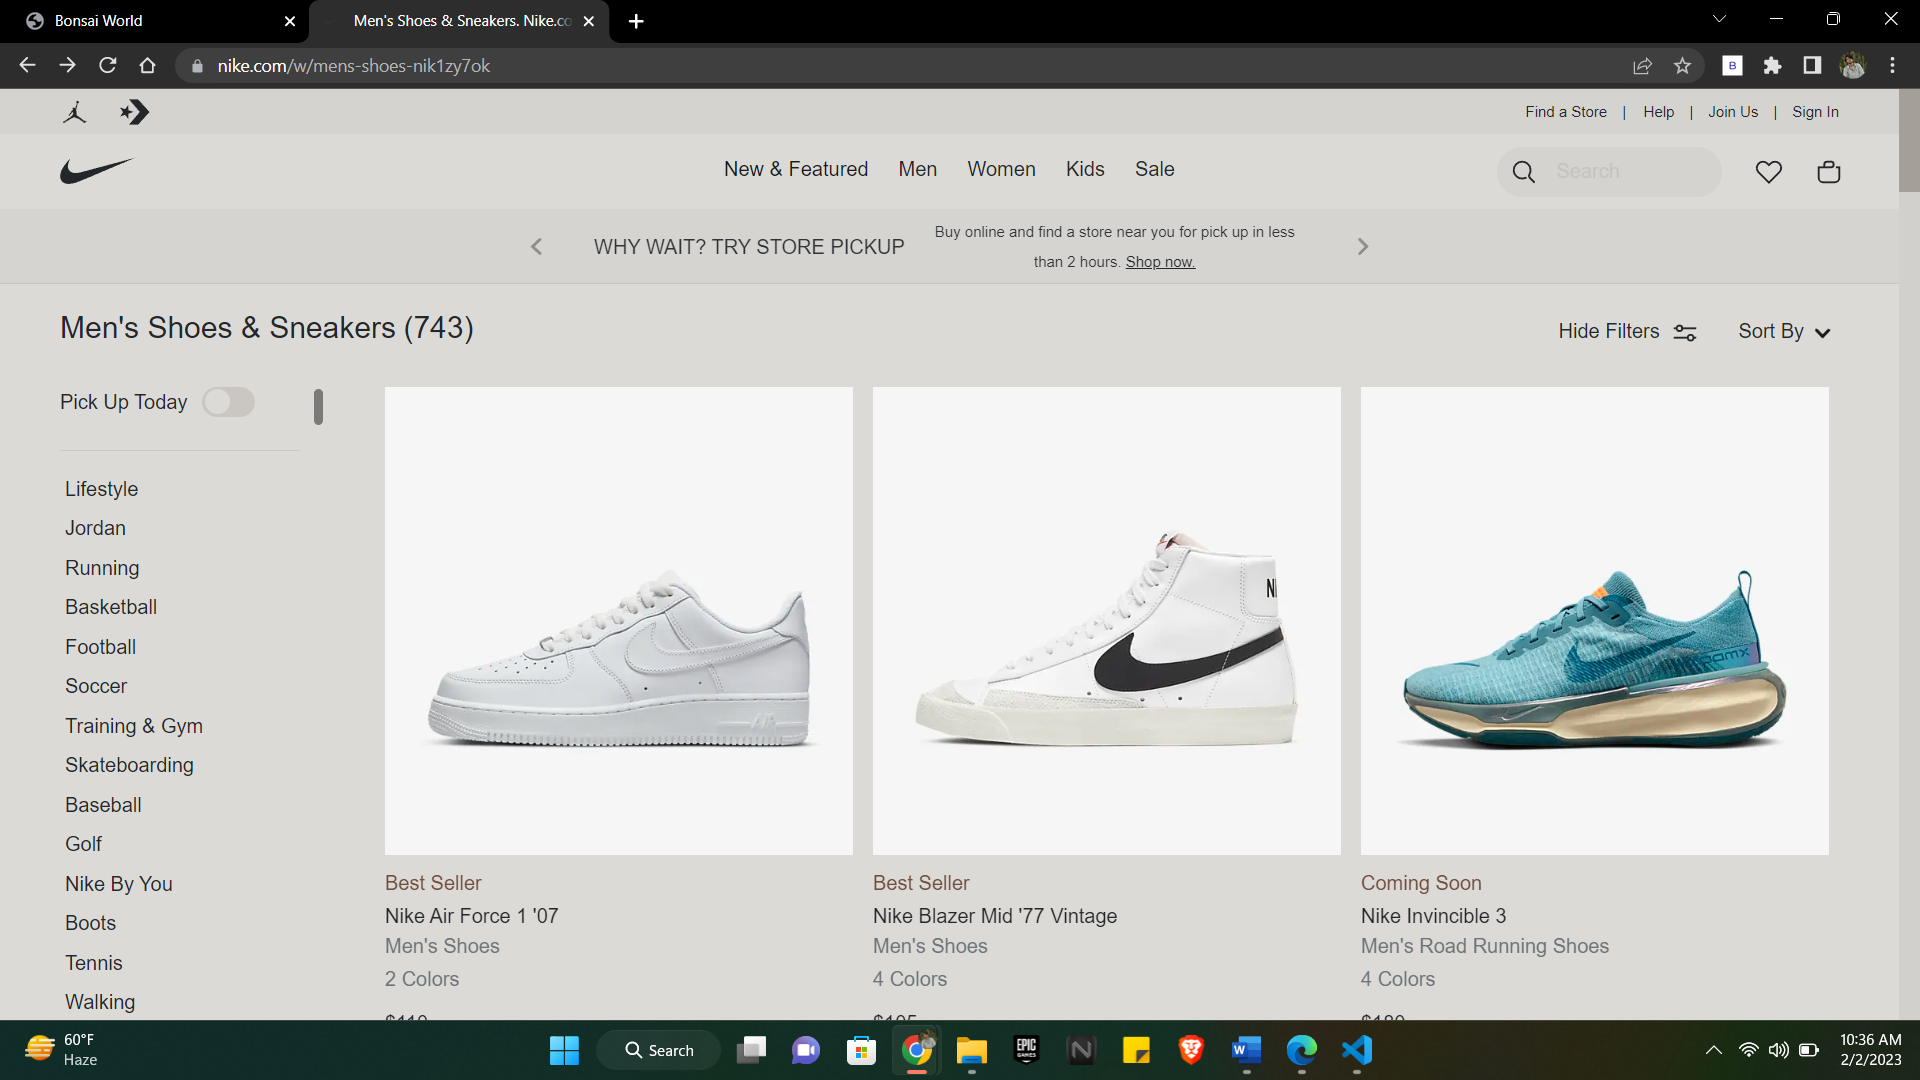 Bonsai World
Men's Shoes & Sneakers. Nike.co
nike.com/w/mens-shoes-nik1zy7ok
B
Find a Store | Help | Join Us | Sign In
New & Featured Men Women Kids Sale
Search
WHY WAIT? TRY STORE PICKUP
Buy online and find a store near you for pick up in less
than 2 hours. Shop now.
Men's Shoes & Sneakers (743)
Hide Filters
Sort By
Pick Up Today
Lifestyle
Jordan
Running
Basketball
Football
Soccer
Training & Gym
Skateboarding
Baseball
Golf
Nike By You
Boots
Tennis
Walking
AIR
Best Seller
Nike Air Force 1 '07
Men's Shoes
2 Colors
Best Seller
Nike Blazer Mid '77 Vintage
Men's Shoes
4 Colors
Coming Soon
Nike Invincible 3
Men's Road Running Shoes
4 Colors
60°F
Haze
Search
EPIC
GAMES
N
W
10:36 AM
2/2/2023